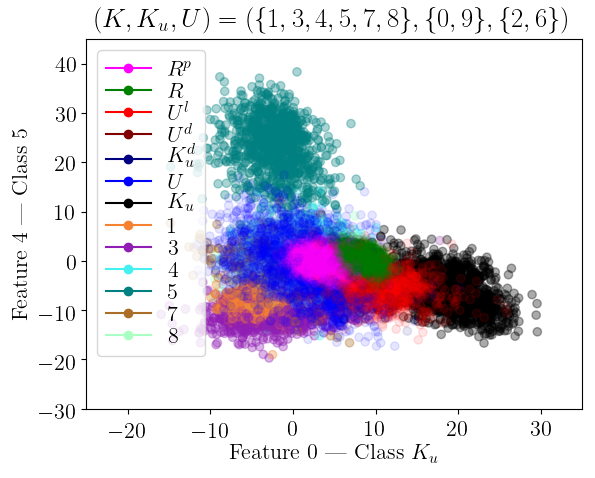 (K, K_u, U) = ({1, 3, 4, 5, 7, 8}, {0, 9}, {2, 6})
40
30
20
10
0
−10
−20
−30
Feature 4 — Class 5
R^p
R
U^l
U^d
K_u^d
U
K_u
1
3
4
5
7
8
−20 −10 0 10 20 30
Feature 0 — Class K_u